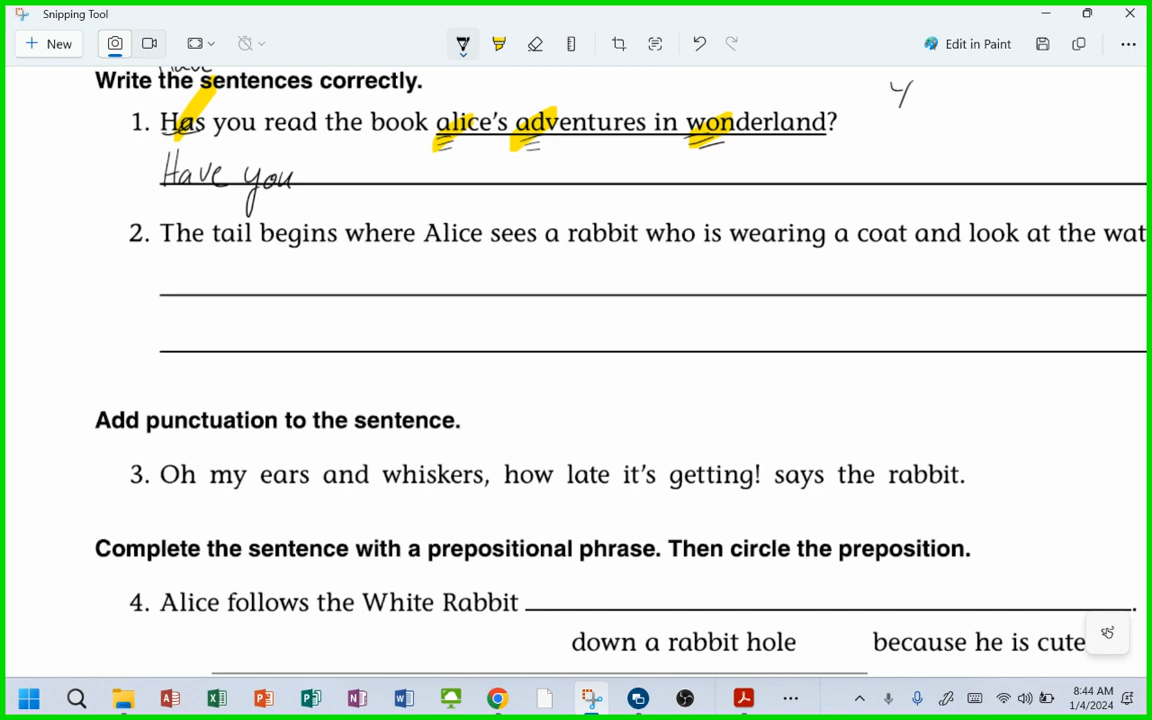 Snipping Tool
New
Edit in Paint
Write the sentences correctly.
1. Has you read the book alice's adventures in wonderland?
Have you
2. The tail begins where Alice sees a rabbit who is wearing a coat and look at the wat
Add punctuation to the sentence.
3. Oh my ears and whiskers, how late it's getting! says the rabbit.
Complete the sentence with a prepositional phrase. Then circle the preposition.
4. Alice follows the White Rabbit .
down a rabbit hole because he is cute
8:44 AM
1/4/2024